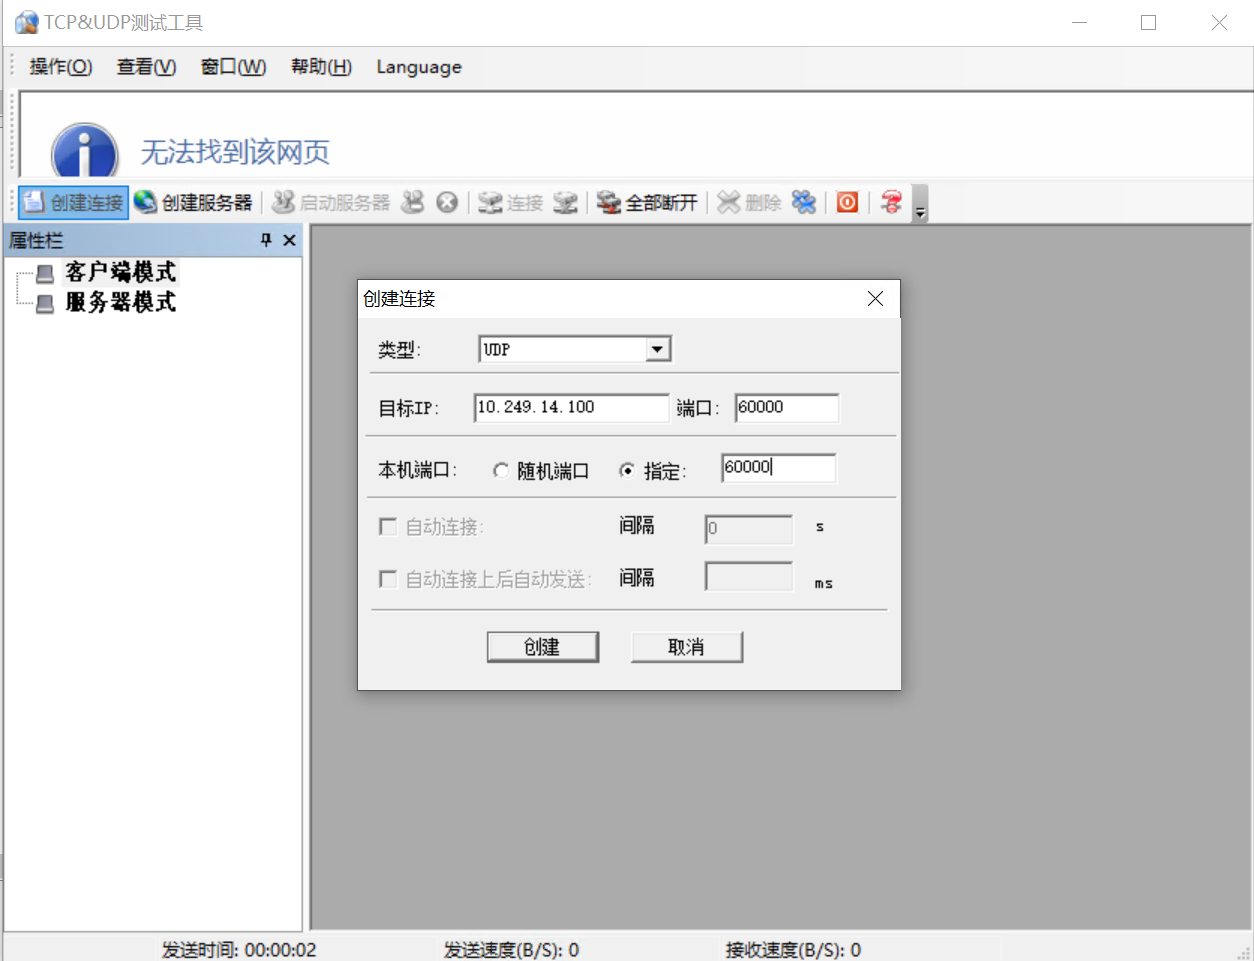 TCP&UDP测试工具
操作(O) 查看(V) 窗口(W) 帮助(H) Language
无法找到该网页
创建连接 创建服务器 启动服务器 连接 全部断开 删除
属性栏
客户端模式
服务器模式
创建连接
类型: UDP
目标IP: 10.249.14.100 端口: 60000
本机端口: 随机端口 指定: 60000
自动连接: 间隔 0 s
自动连接上后自动发送: 间隔 ms
创建 取消
发送时间: 00:00:02 发送速度(B/S): 0 接收速度(B/S): 0